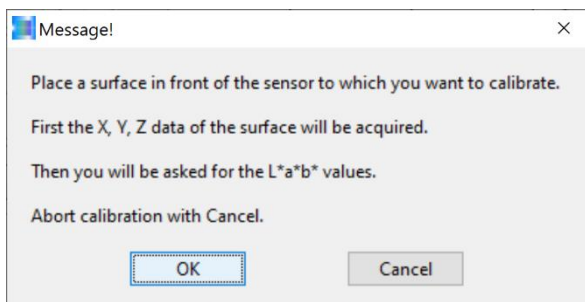 Message!
Place a surface in front of the sensor to which you want to calibrate.
First the X, Y, Z data of the surface will be acquired.
Then you will be asked for the L*a*b* values.
Abort calibration with Cancel.
OK
Cancel